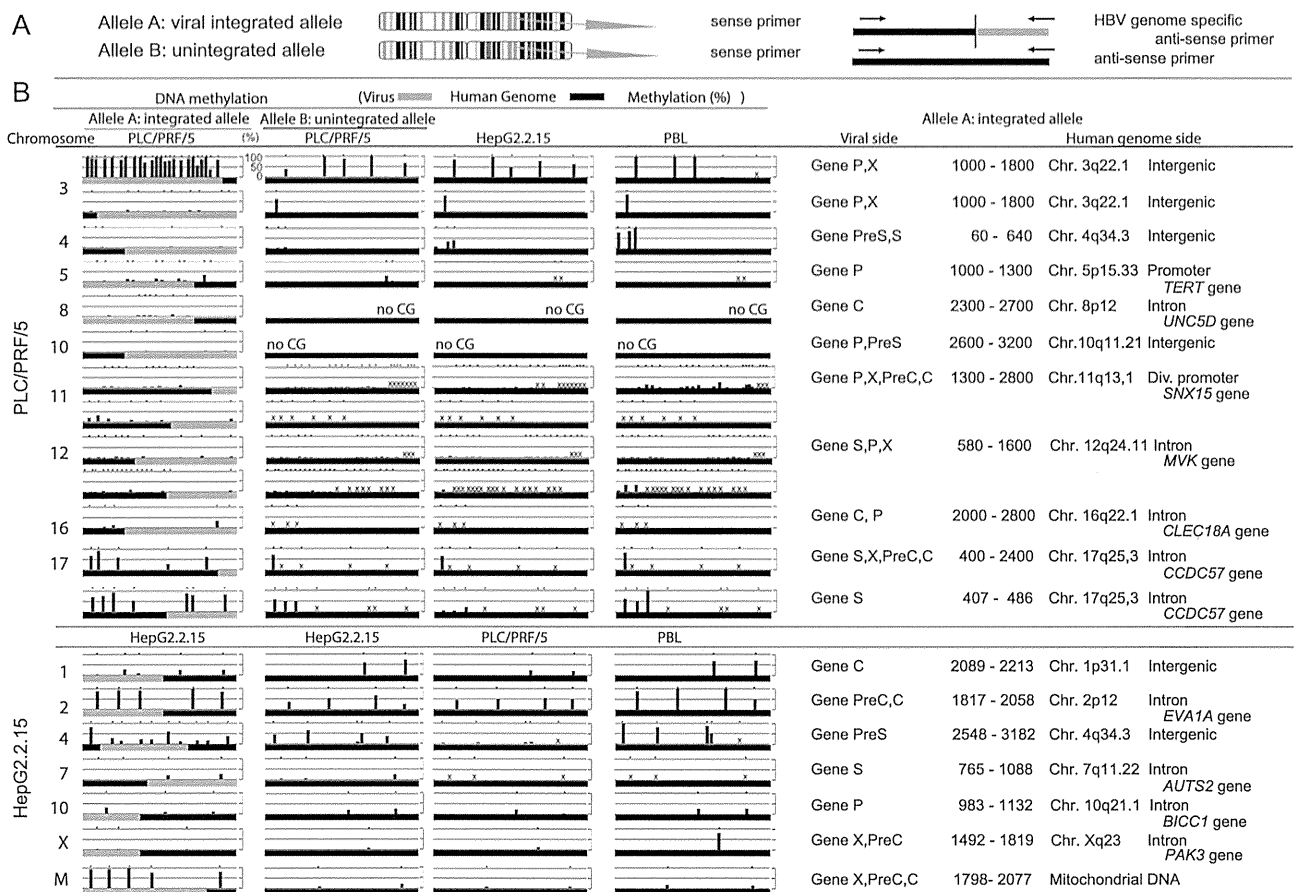 A
Allele A: viral integrated allele
sense primer
HBV genome specific
anti-sense primer
Allele B: unintegrated allele
sense primer
anti-sense primer
B
DNA methylation
(Virus Human Genome Methylation (%) )
Allele A: integrated allele
Allele B: unintegrated allele
Allele A: integrated allele
Chromosome PLC/PRF/5 (%) PLC/PRF/5 HepG2.2.15 PBL Viral side Human genome side
PLC/PRF/5
100
50
0
x
3 Gene P,X 1000 - 1800 Chr. 3q22.1 Intergenic
Gene P,X 1000 - 1800 Chr. 3q22.1 Intergenic
4 Gene PreS,S 60 - 640 Chr. 4q34.3 Intergenic
5 xx xx Gene P 1000 - 1300 Chr. 5p15.33 Promoter
TERT gene
8 no CG no CG no CG Gene C 2300 - 2700 Chr. 8p12 Intron
UNC5D gene
10 no CG no CG no CG Gene P,PreS 2600 - 3200 Chr.10q11.21 Intergenic
11 Gene P,X,PreC,C 1300 - 2800 Chr.11q13,1 Div. promoter
SNX15 gene
12 Gene S,P,X 580 - 1600 Chr. 12q24.11 Intron
MVK gene
16 Gene C, P 2000 - 2800 Chr. 16q22.1 Intron
CLEC18A gene
17 Gene S,X,PreC,C 400 - 2400 Chr. 17q25,3 Intron
CCDC57 gene
Gene S 407 - 486 Chr. 17q25,3 Intron
CCDC57 gene
HepG2.2.15 HepG2.2.15 PLC/PRF/5 PBL
HepG2.2.15
1 Gene C 2089 - 2213 Chr. 1p31.1 Intergenic
2 Gene PreC,C 1817 - 2058 Chr. 2p12 Intron
EVA1A gene
4 x x Gene PreS 2548 - 3182 Chr. 4q34.3 Intergenic
7 x x x x x x Gene S 765 - 1088 Chr. 7q11.22 Intron
AUTS2 gene
10 Gene P 983 - 1132 Chr. 10q21.1 Intron
BICC1 gene
X Gene X,PreC 1492 - 1819 Chr. Xq23 Intron
PAK3 gene
M Gene X,PreC,C 1798 - 2077 Mitochondrial DNA